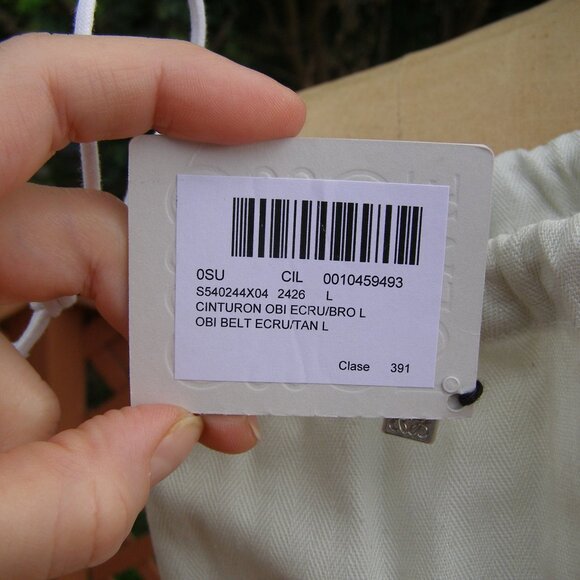 0SU CIL 0010459493
S540244X04 2426 L
CINTURON OBI ECRU/BRO L
OBI BELT ECRU/TAN L
Clase 391